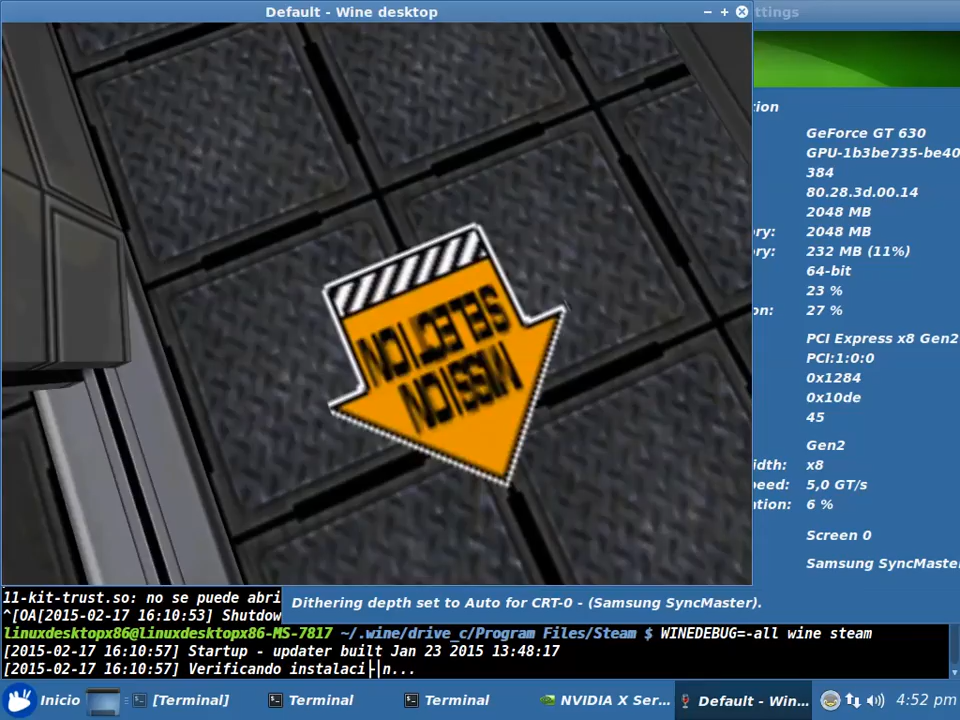 Default - Wine desktop
ttings
SELECTION
MISSION
tion
GeForce GT 630
GPU-1b3be735-be40
384
80.28.3d.00.14
2048 MB
ry: 2048 MB
ry: 232 MB (11%)
64-bit
23 %
on: 27 %
PCI Express x8 Gen2
PCI:1:0:0
0x1284
0x10de
45
Gen2
idth: x8
peed: 5,0 GT/s
ation: 6 %
Screen 0
Samsung SyncMaster
11-kit-trust.so: no se puede abri
^[OA[2015-02-17 16:10:53] Shutdow
Dithering depth set to Auto for CRT-0 - (Samsung SyncMaster).
linuxdesktopx86@linuxdesktopx86-MS-7817 ~/.wine/drive_c/Program Files/Steam $ WINEDEBUG=-all wine steam
[2015-02-17 16:10:57] Startup - updater built Jan 23 2015 13:48:17
[2015-02-17 16:10:57] Verificando instalaci├│n...
Inicio
[Terminal]
Terminal
Terminal
NVIDIA X Ser...
Default - Win...
4:52 pm